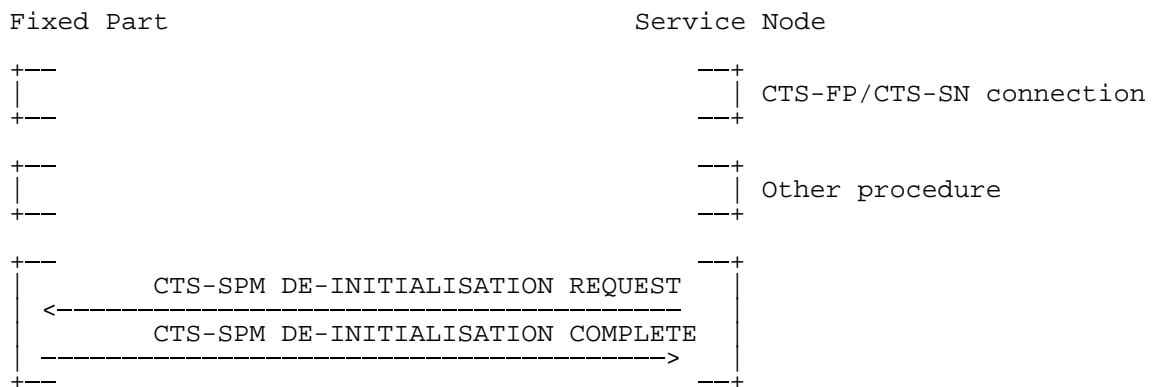 Fixed Part Service Node
CTS-FP/CTS-SN connection
Other procedure
CTS-SPM DE-INITIALISATION REQUEST
CTS-SPM DE-INITIALISATION COMPLETE